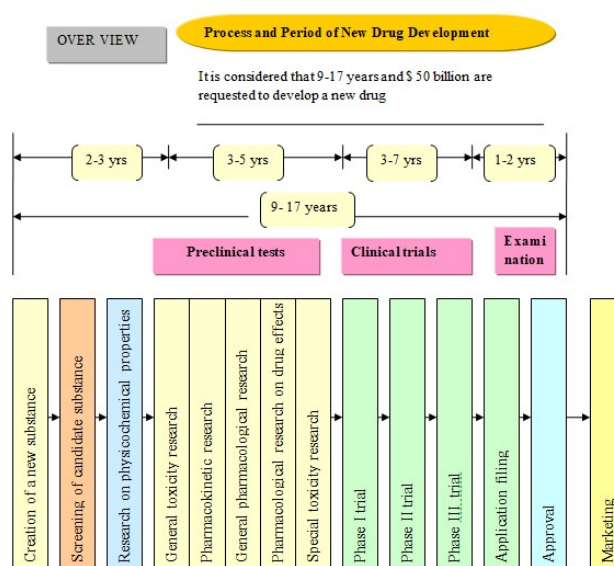 OVER VIEW
Process and Period of New Drug Development
It is considered that 9-17 years and $ 50 billion are
requested to develop a new drug
2-3 yrs
3-5 yrs
3-7 yrs
1-2 yrs
9- 17 years
Preclinical tests
Clinical trials
Exami
nation
Creation of a new substance
Screening of candidate substance
Research on physicochemical properties
General toxicity research
Pharmacokinetic research
General pharmacological research
Pharmacological research on drug effects
Special toxicity research
Phase I trial
Phase II trial
Phase III trial
Application filing
Approval
Marketing